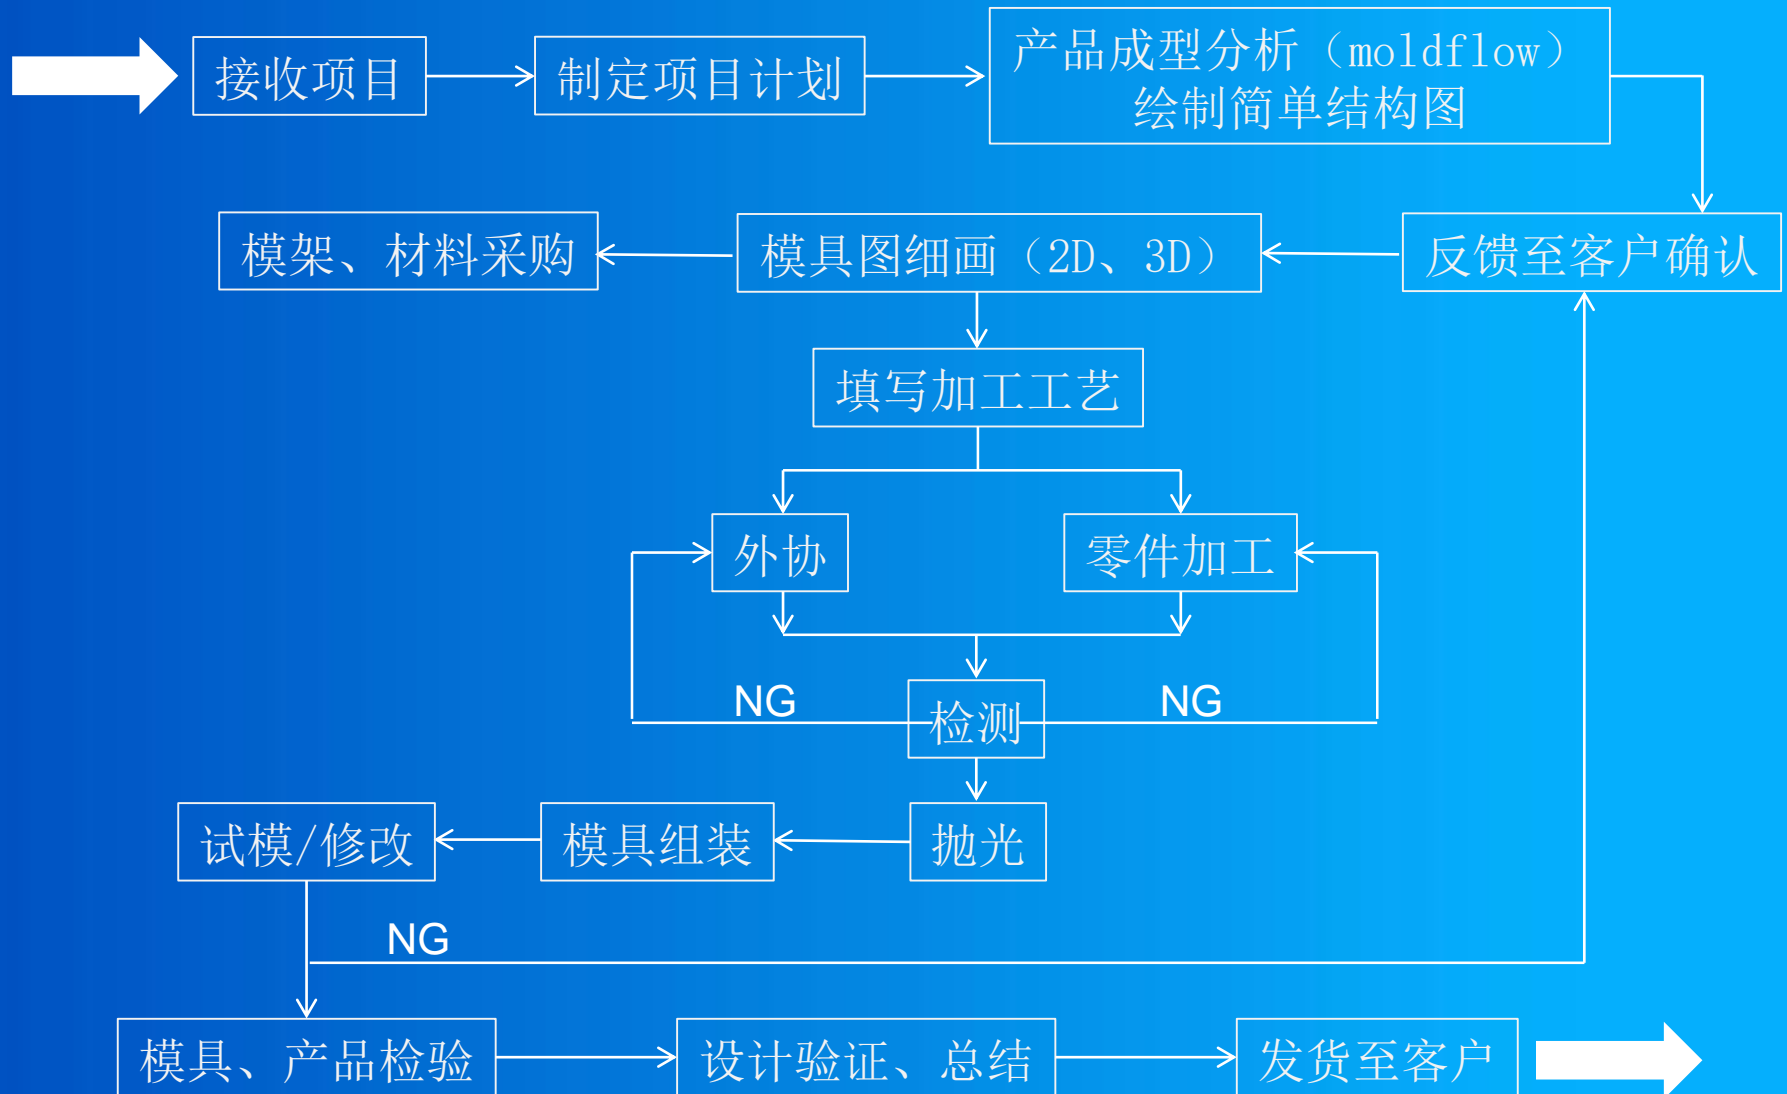 接收项目
制定项目计划
产品成型分析（moldflow）
绘制简单结构图
模架、材料采购
模具图细画（2D、3D）
反馈至客户确认
填写加工工艺
外协
零件加工
NG
NG
检测
试模/修改
模具组装
抛光
NG
模具、产品检验
设计验证、总结
发货至客户